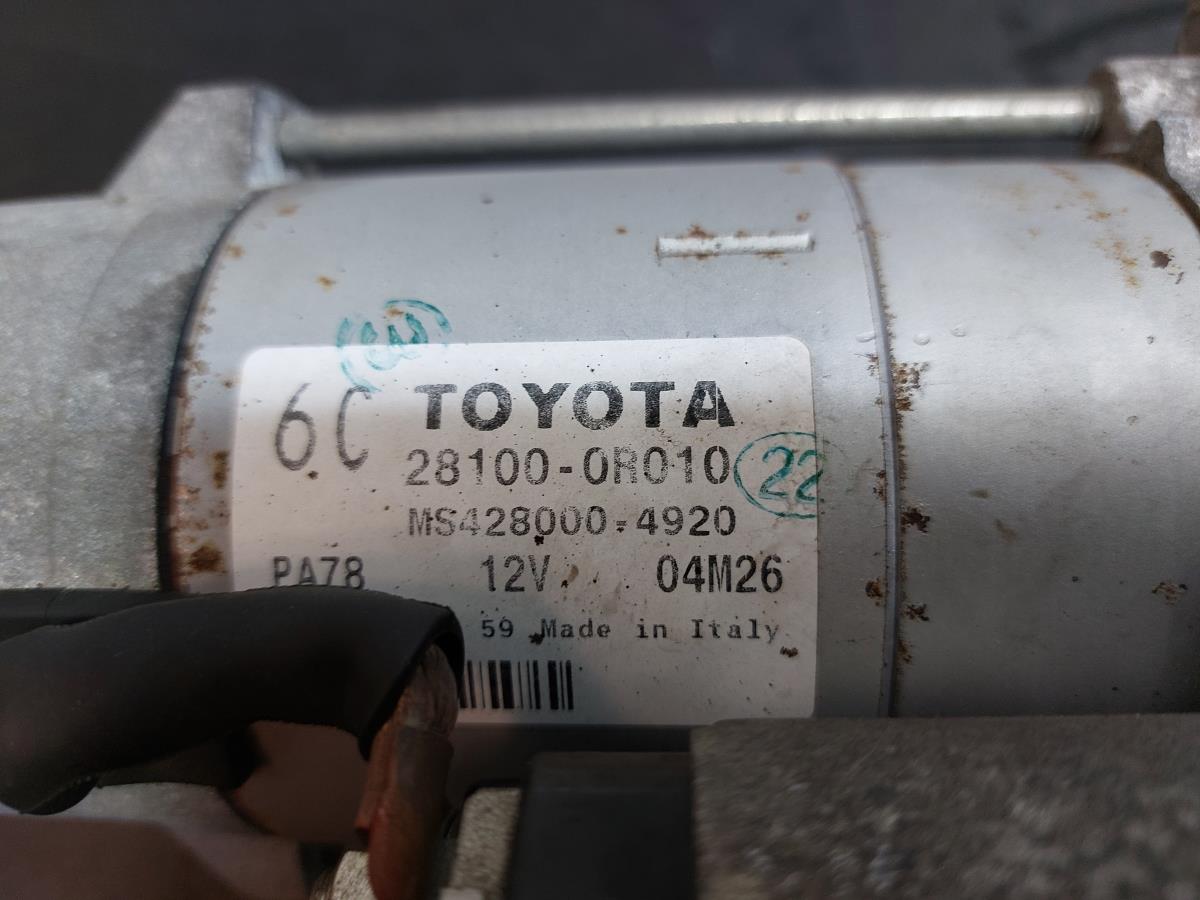 6C TOYOTA
28100-0R010 22
MS428000-4920
PA78 12V 04M26
59 Made in Italy